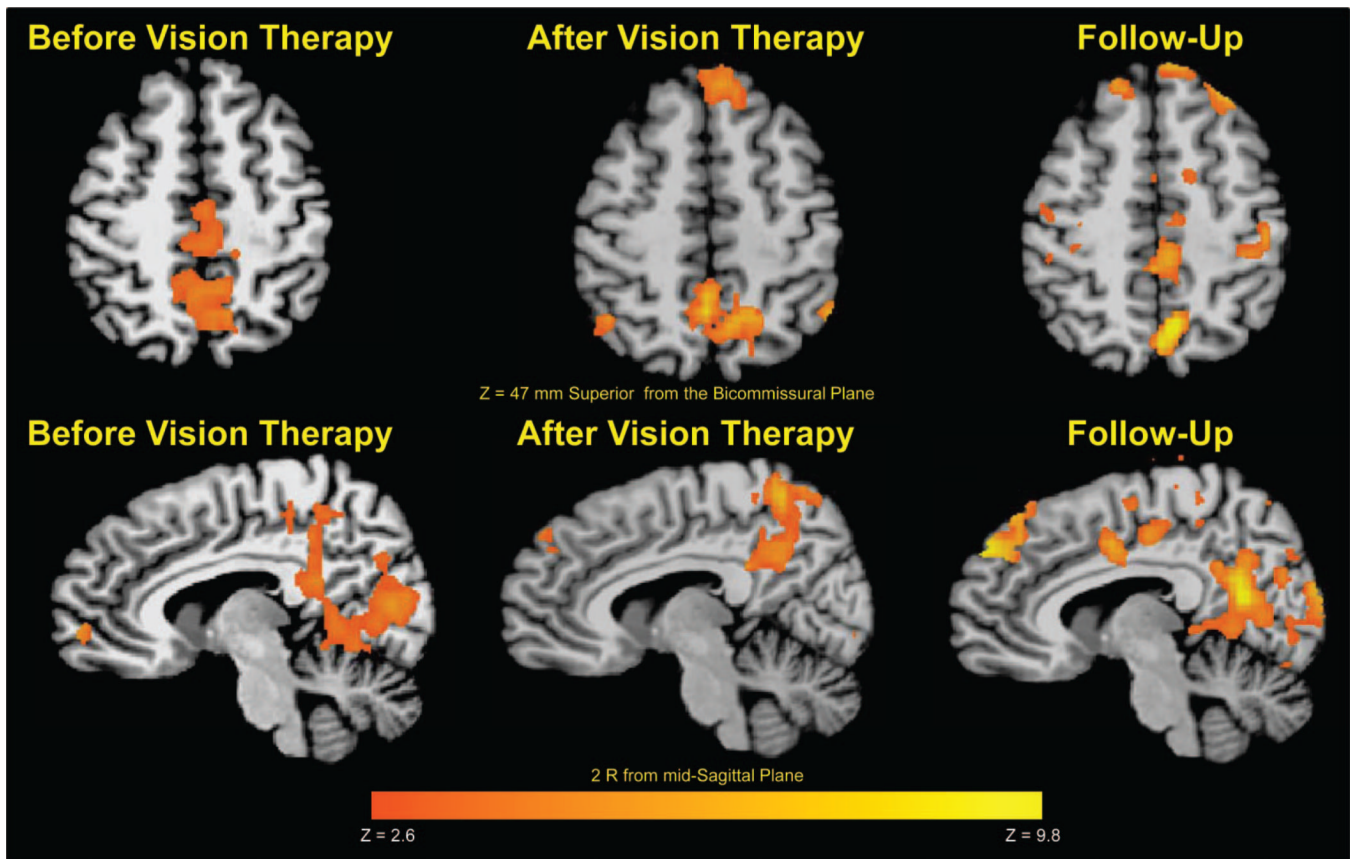 Before Vision Therapy
After Vision Therapy
Follow-Up
Z = 47 mm Superior from the Bicommissural Plane
Before Vision Therapy
After Vision Therapy
Follow-Up
2 R from mid-Sagittal Plane
Z = 2.6
Z = 9.8